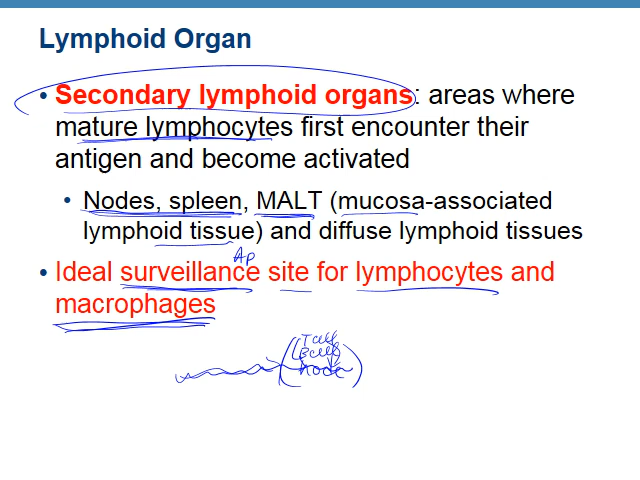 Lymphoid Organ
• Secondary lymphoid organs: areas where
mature lymphocytes first encounter their
antigen and become activated
• Nodes, spleen, MALT (mucosa-associated
lymphoid tissue) and diffuse lymphoid tissues
Ap
• Ideal surveillance site for lymphocytes and
macrophages
T cell
B cell
node